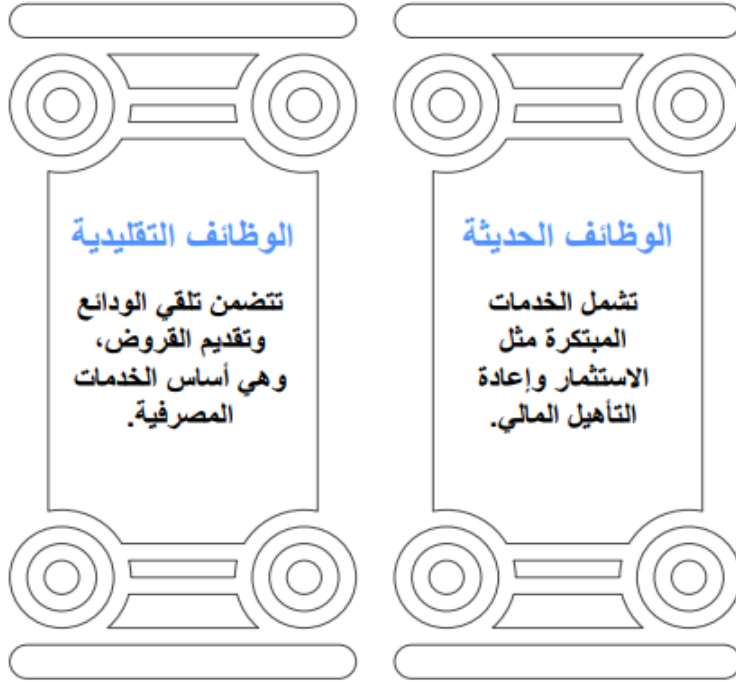 الوظائف الحديثة
تشمل الخدمات
المبتكرة مثل
الاستثمار وإعادة
التأهيل المالي.
الوظائف التقليدية
تتضمن تلقي الودائع
وتقديم القروض،
وهي أساس الخدمات
المصرفية.